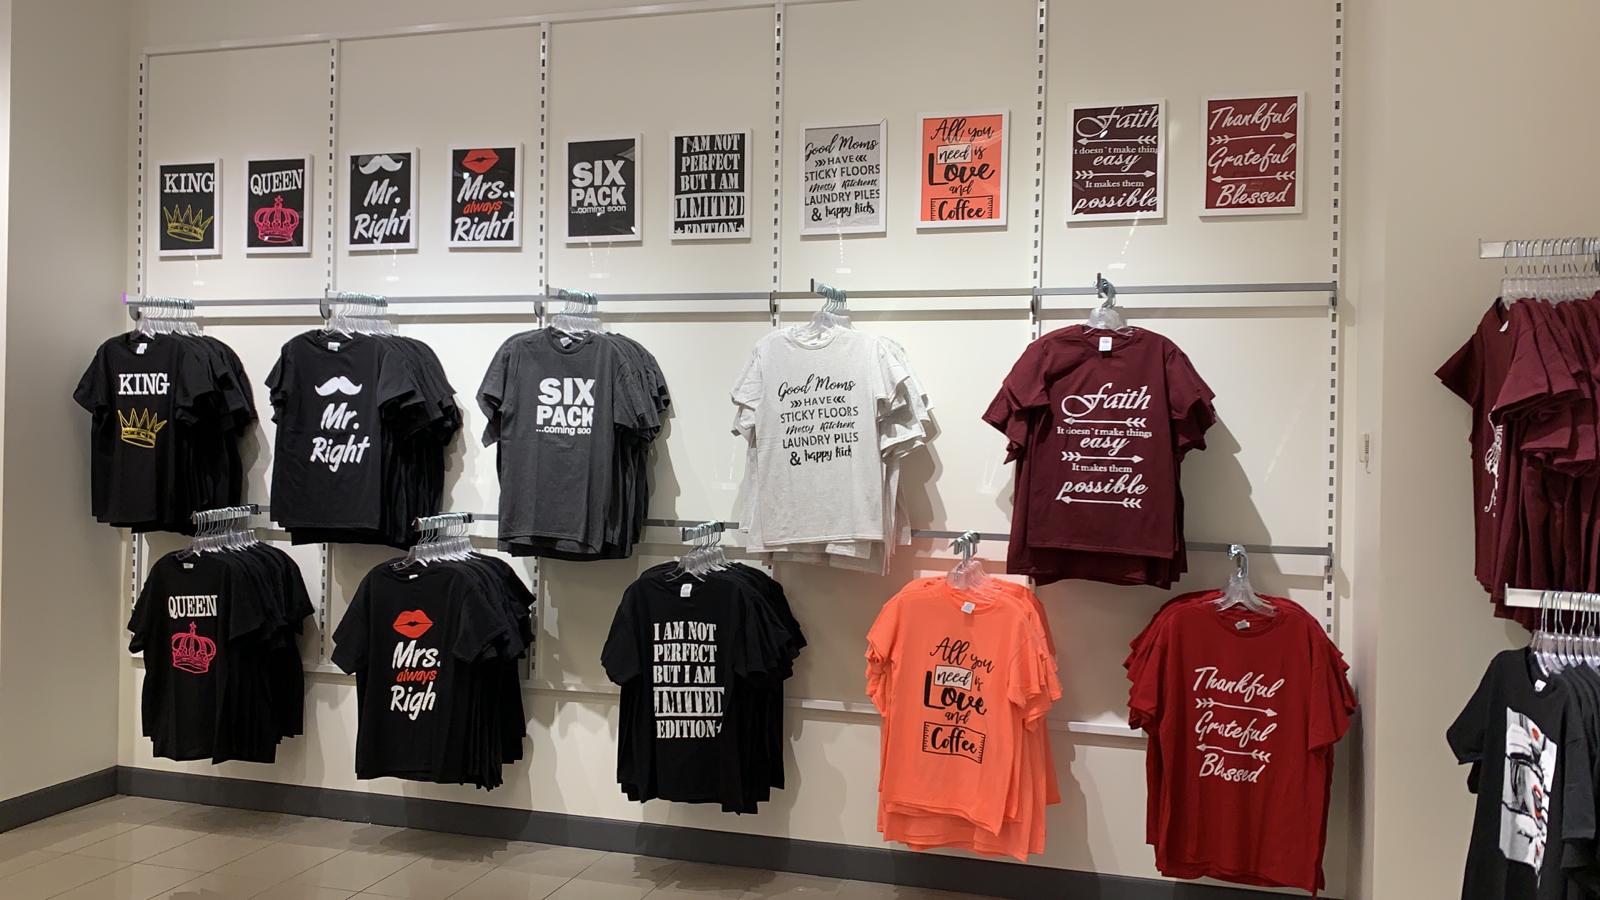 KING
QUEEN
Mr.
Right
Mrs.
always
Right
SIX
PACK
...coming soon
I AM NOT
PERFECT
BUT I AM
LIMITED
EDITION
Good Moms
HAVE
STICKY FLOORS
Messy Kitchens
LAUNDRY PILES
& happy kids
All you
need is
Love
and
Coffee
Faith
t doesn't make thing
easy
It makes them
possible
Thankful
Grateful
Blessed
KING
Mr.
Right
SIX
PACK
...coming soo
Good Moms
HAVE
STICKY FLOORS
Messy Kitchens
LAUNDRY PILES
& happy kids
Faith
It doesn't make things
easy
It makes them
possible
QUEEN
Mrs.
always
Righ
I AM NOT
PERFECT
BUT I AM
LIMITED
EDITION
All you
need is
Love
and
Coffee
Thankful
Grateful
Blessed